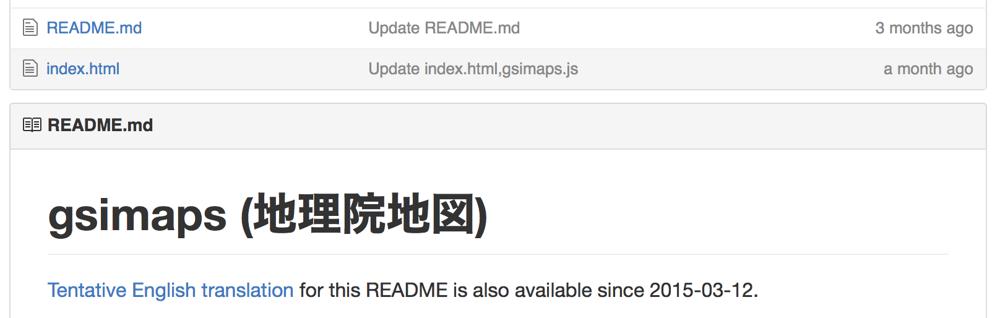 README.md Update README.md 3 months ago
index.html Update index.html,gsimaps.js a month ago
README.md
gsimaps (地理院地図)
Tentative English translation for this README is also available since 2015-03-12.